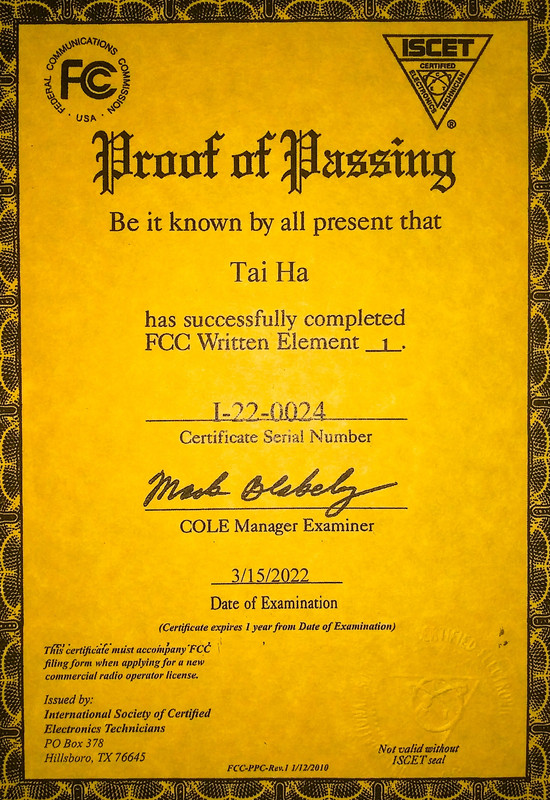 FEDERAL COMMUNICATIONS COMMISSION
FCC
· USA ·
ISCET
CERTIFIED
ELECTRONICS TECHNICIAN
®
Proof of Passing
Be it known by all present that
Tai Ha
has successfully completed
FCC Written Element 1.
I-22-0024
Certificate Serial Number
Mark Blabely
COLE Manager Examiner
3/15/2022
Date of Examination
(Certificate expires 1 year from Date of Examination)
This certificate must accompany FCC
filing form when applying for a new
commercial radio operator license.
Issued by:
International Society of Certified
Electronics Technicians
PO Box 378
Hillsboro, TX 76645
FCC-PPC-Rev.1 1/12/2010
Not valid without
ISCET seal